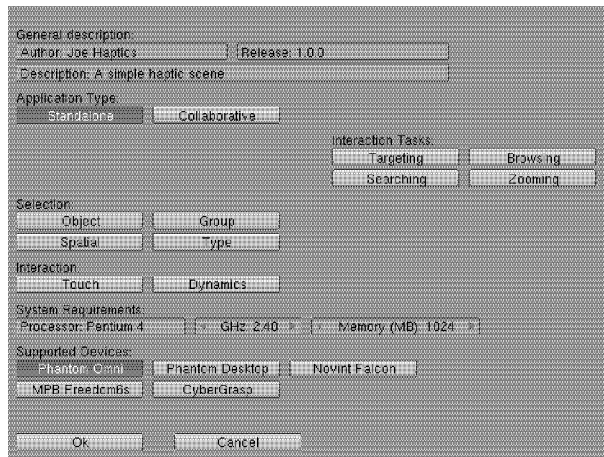 General description:
Author: Joe Haptics Release: 1.0.0
Description: A simple haptic scene
Application Type:
Standalone Collaborative
Interaction Tasks:
Targeting Browsing
Searching Zooming
Selection:
Object Group
Spatial Type
Interaction
Touch Dynamics
System Requirements:
Processor: Pentium 4 GHz: 2.40 Memory (MB): 1024
Supported Devices:
Phantom Omni Phantom Desktop Novint Falcon
MPB Freedom6s CyberGrasp
Ok Cancel